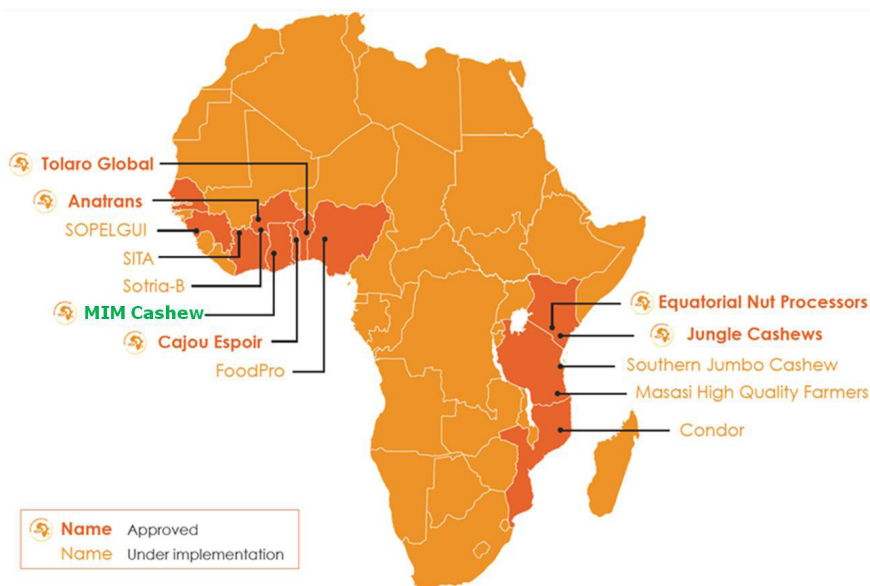 Tolaro Global
Anatrans
SOPELGUI
SITA
Sotria-B
MIM Cashew
Cajou Espoir
FoodPro
Equatorial Nut Processors
Jungle Cashews
Southern Jumbo Cashew
Masasi High Quality Farmers
Condor
Name Approved
Name Under implementation